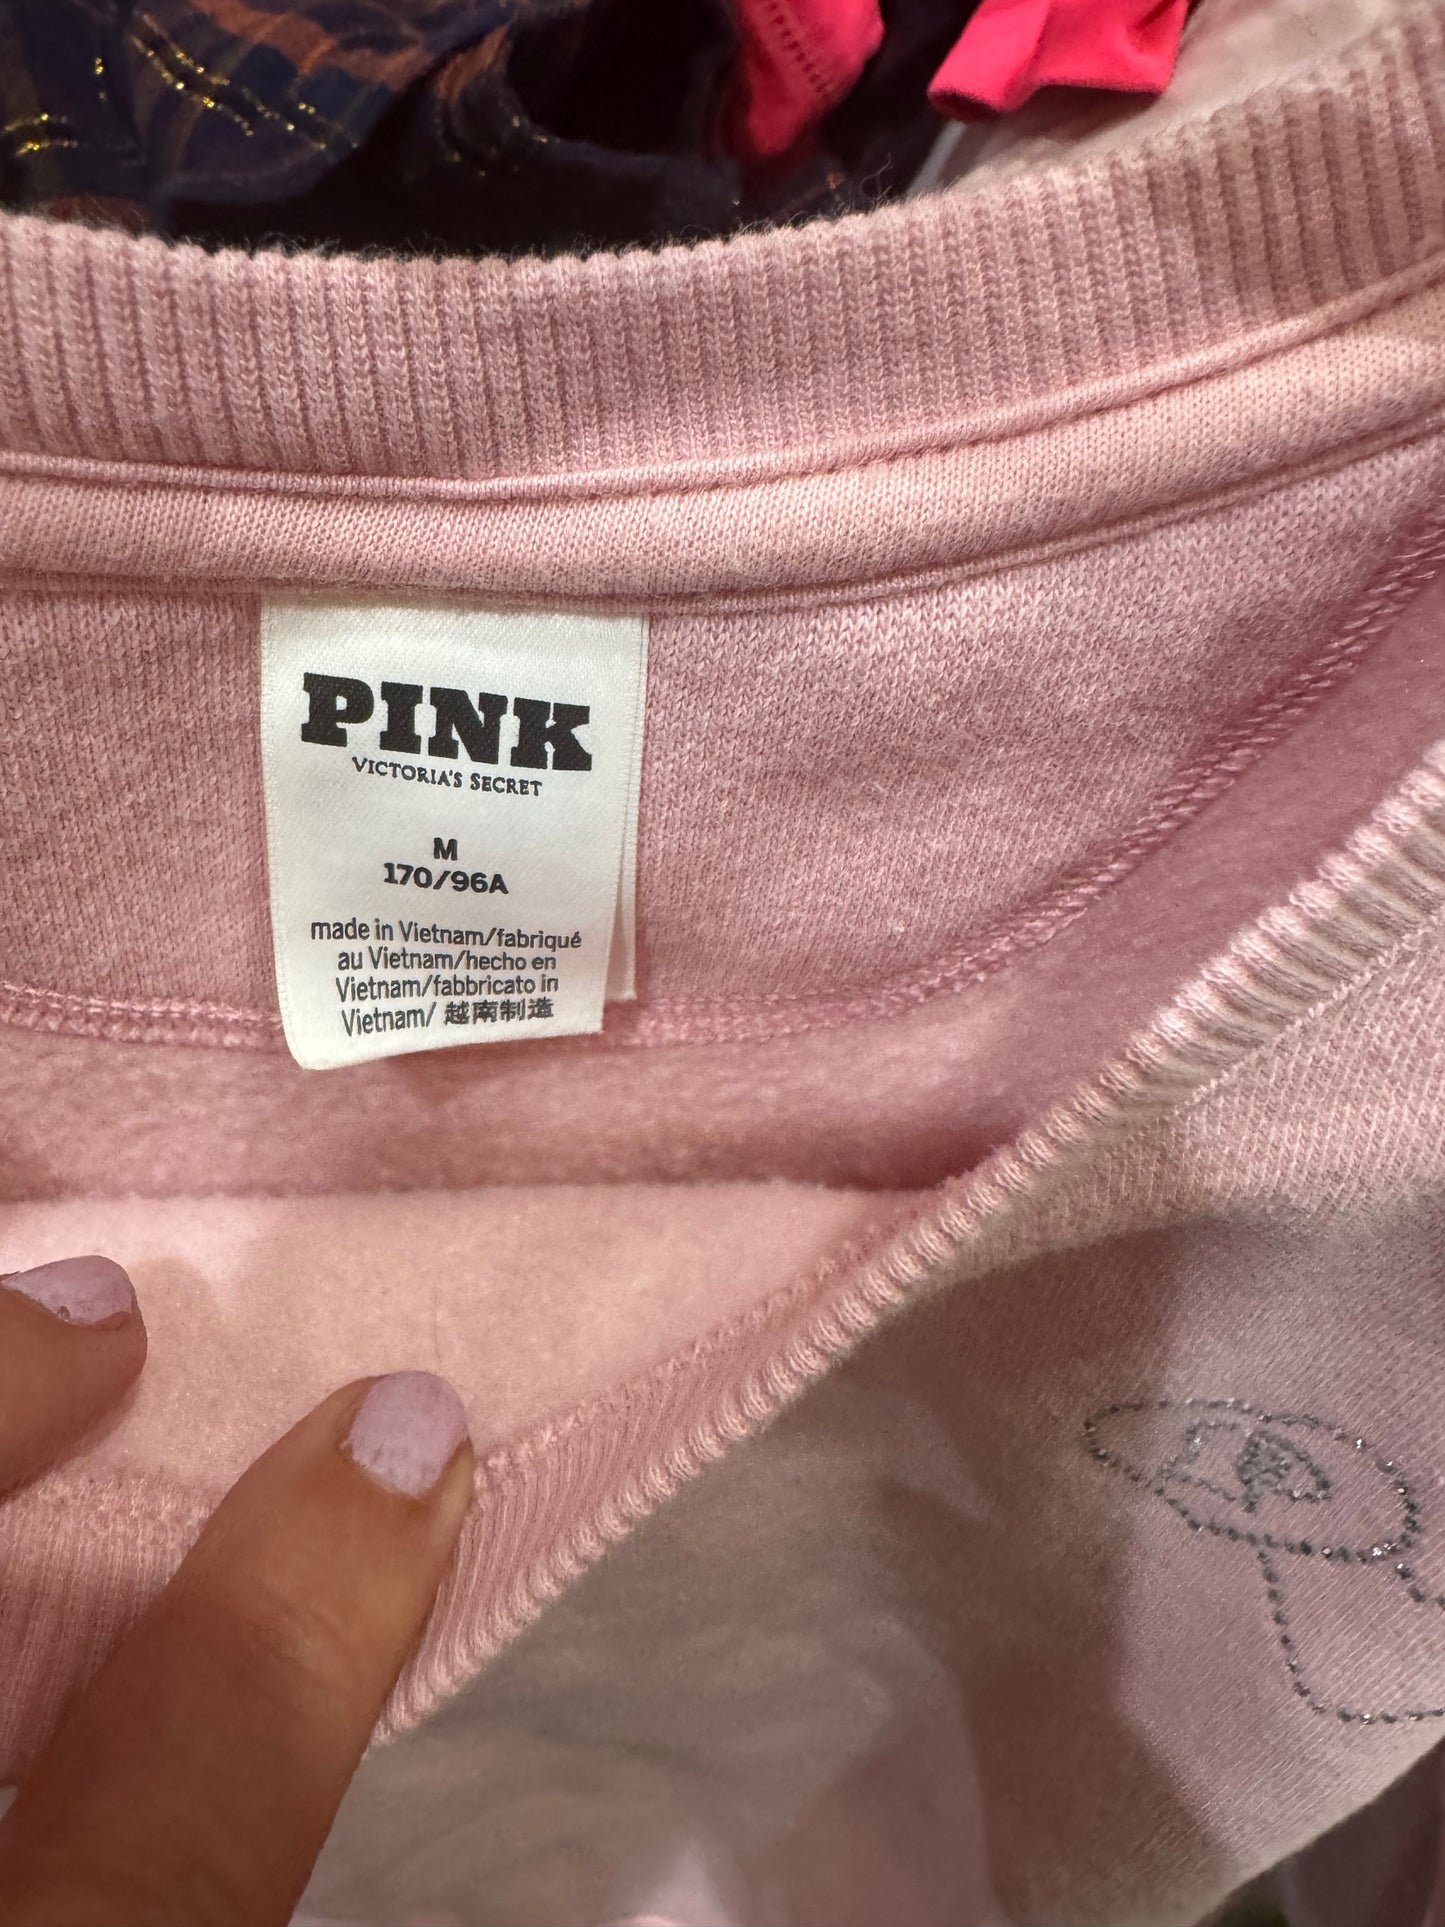 PINK
VICTORIA'S SECRET
M
170/96A
made in Vietnam/fabriqué
au Vietnam/hecho en
Vietnam/fabbricato in
Vietnam/ 越南制造